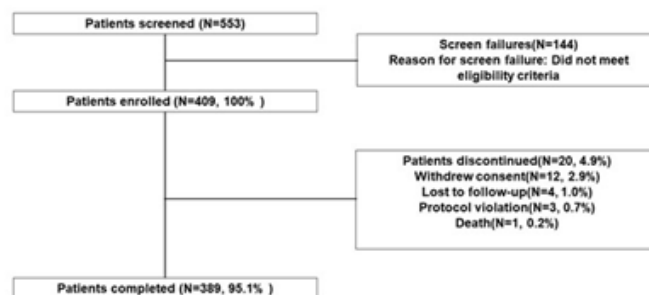 Patients screened (N=553)
Screen failures(N=144)
Reason for screen failure: Did not meet
eligibility criteria
Patients enrolled (N=409, 100% )
Patients discontinued(N=20, 4.9%)
Withdrew consent(N=12, 2.9%)
Lost to follow-up(N=4, 1.0%)
Protocol violation(N=3, 0.7%)
Death(N=1, 0.2%)
Patients completed (N=389, 95.1% )